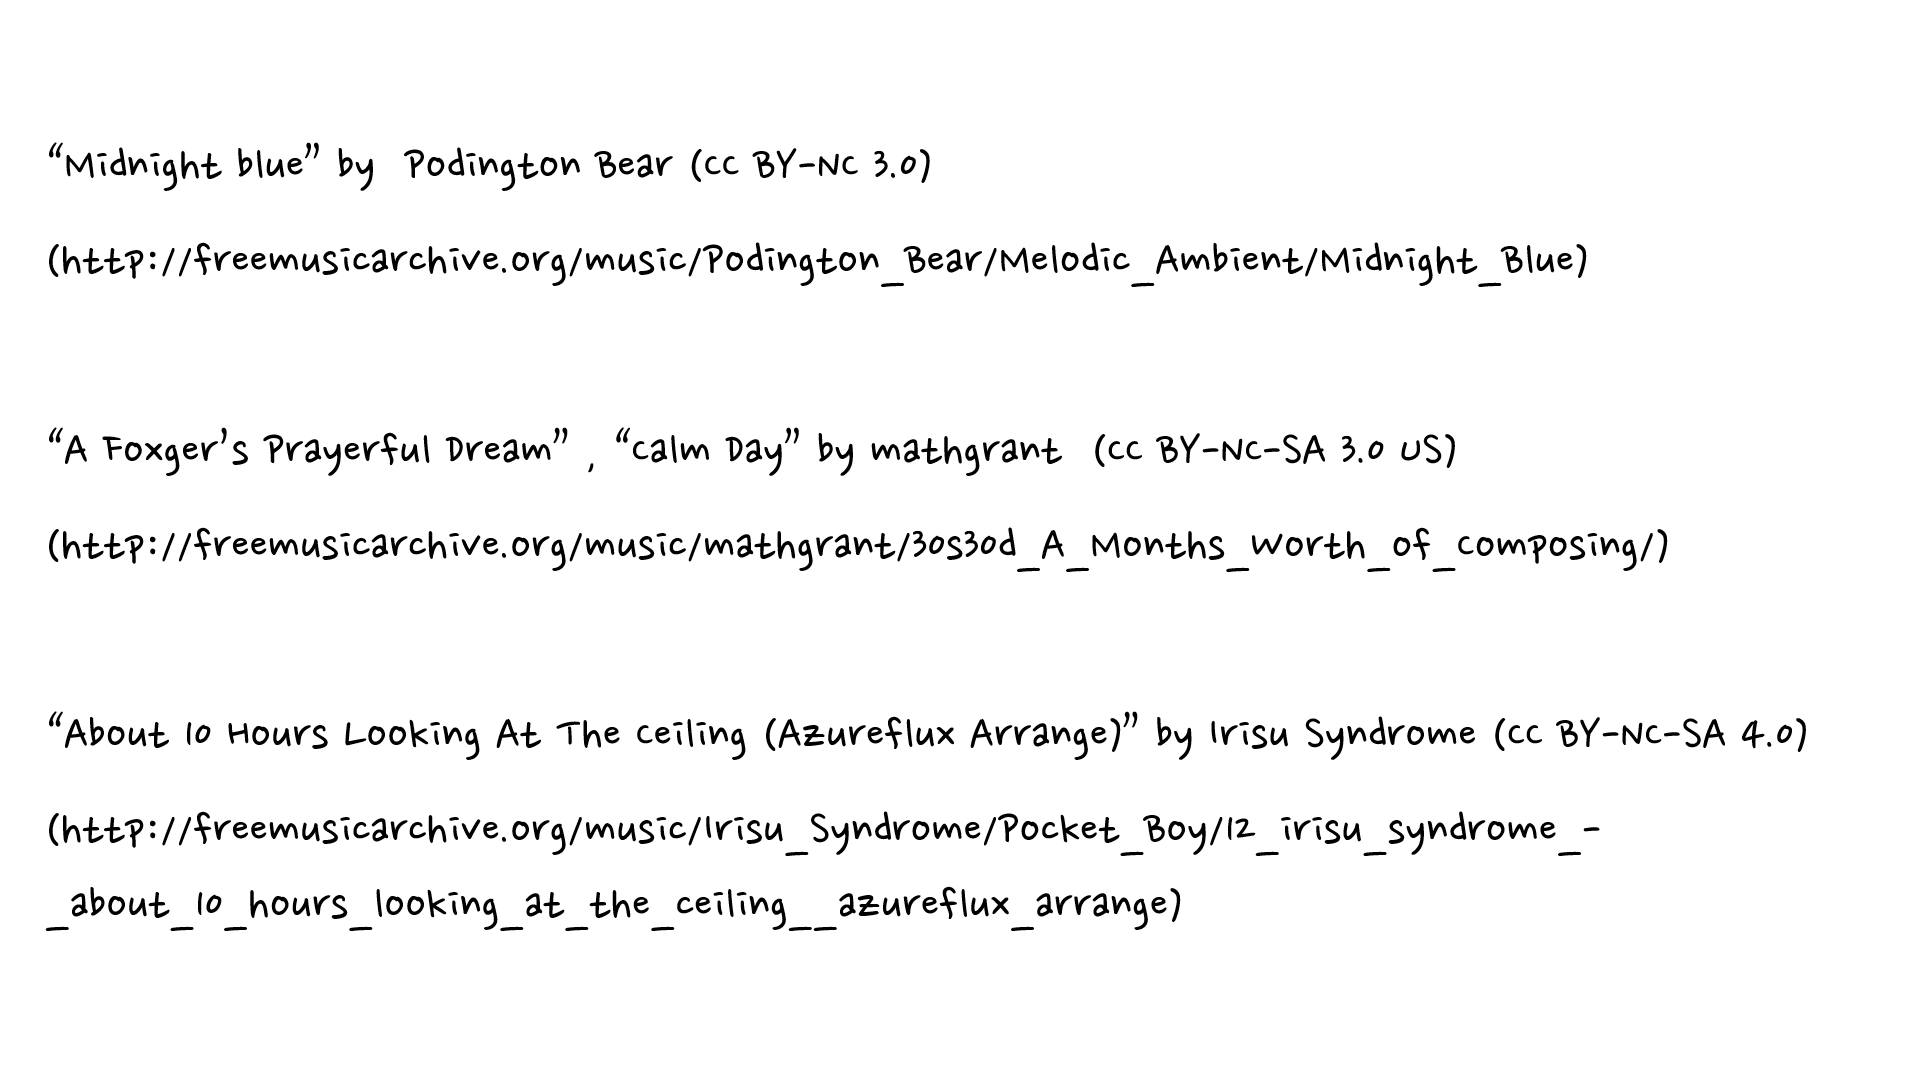 “Midnight blue” by  Podington Bear (CC BY-NC 3.0)
(http://freemusicarchive.org/music/Podington_Bear/Melodic_Ambient/Midnight_Blue)
“A Foxger’s Prayerful Dream” , “Calm Day” by mathgrant  (CC BY-NC-SA 3.0 US)
(http://freemusicarchive.org/music/mathgrant/30s30d_A_Months_Worth_of_Composing/)
“About 10 Hours Looking At The Ceiling (Azureflux Arrange)” by Irisu Syndrome (CC BY-NC-SA 4.0)
(http://freemusicarchive.org/music/Irisu_Syndrome/Pocket_Boy/12_irisu_syndrome_-
_about_10_hours_looking_at_the_ceiling__azureflux_arrange)